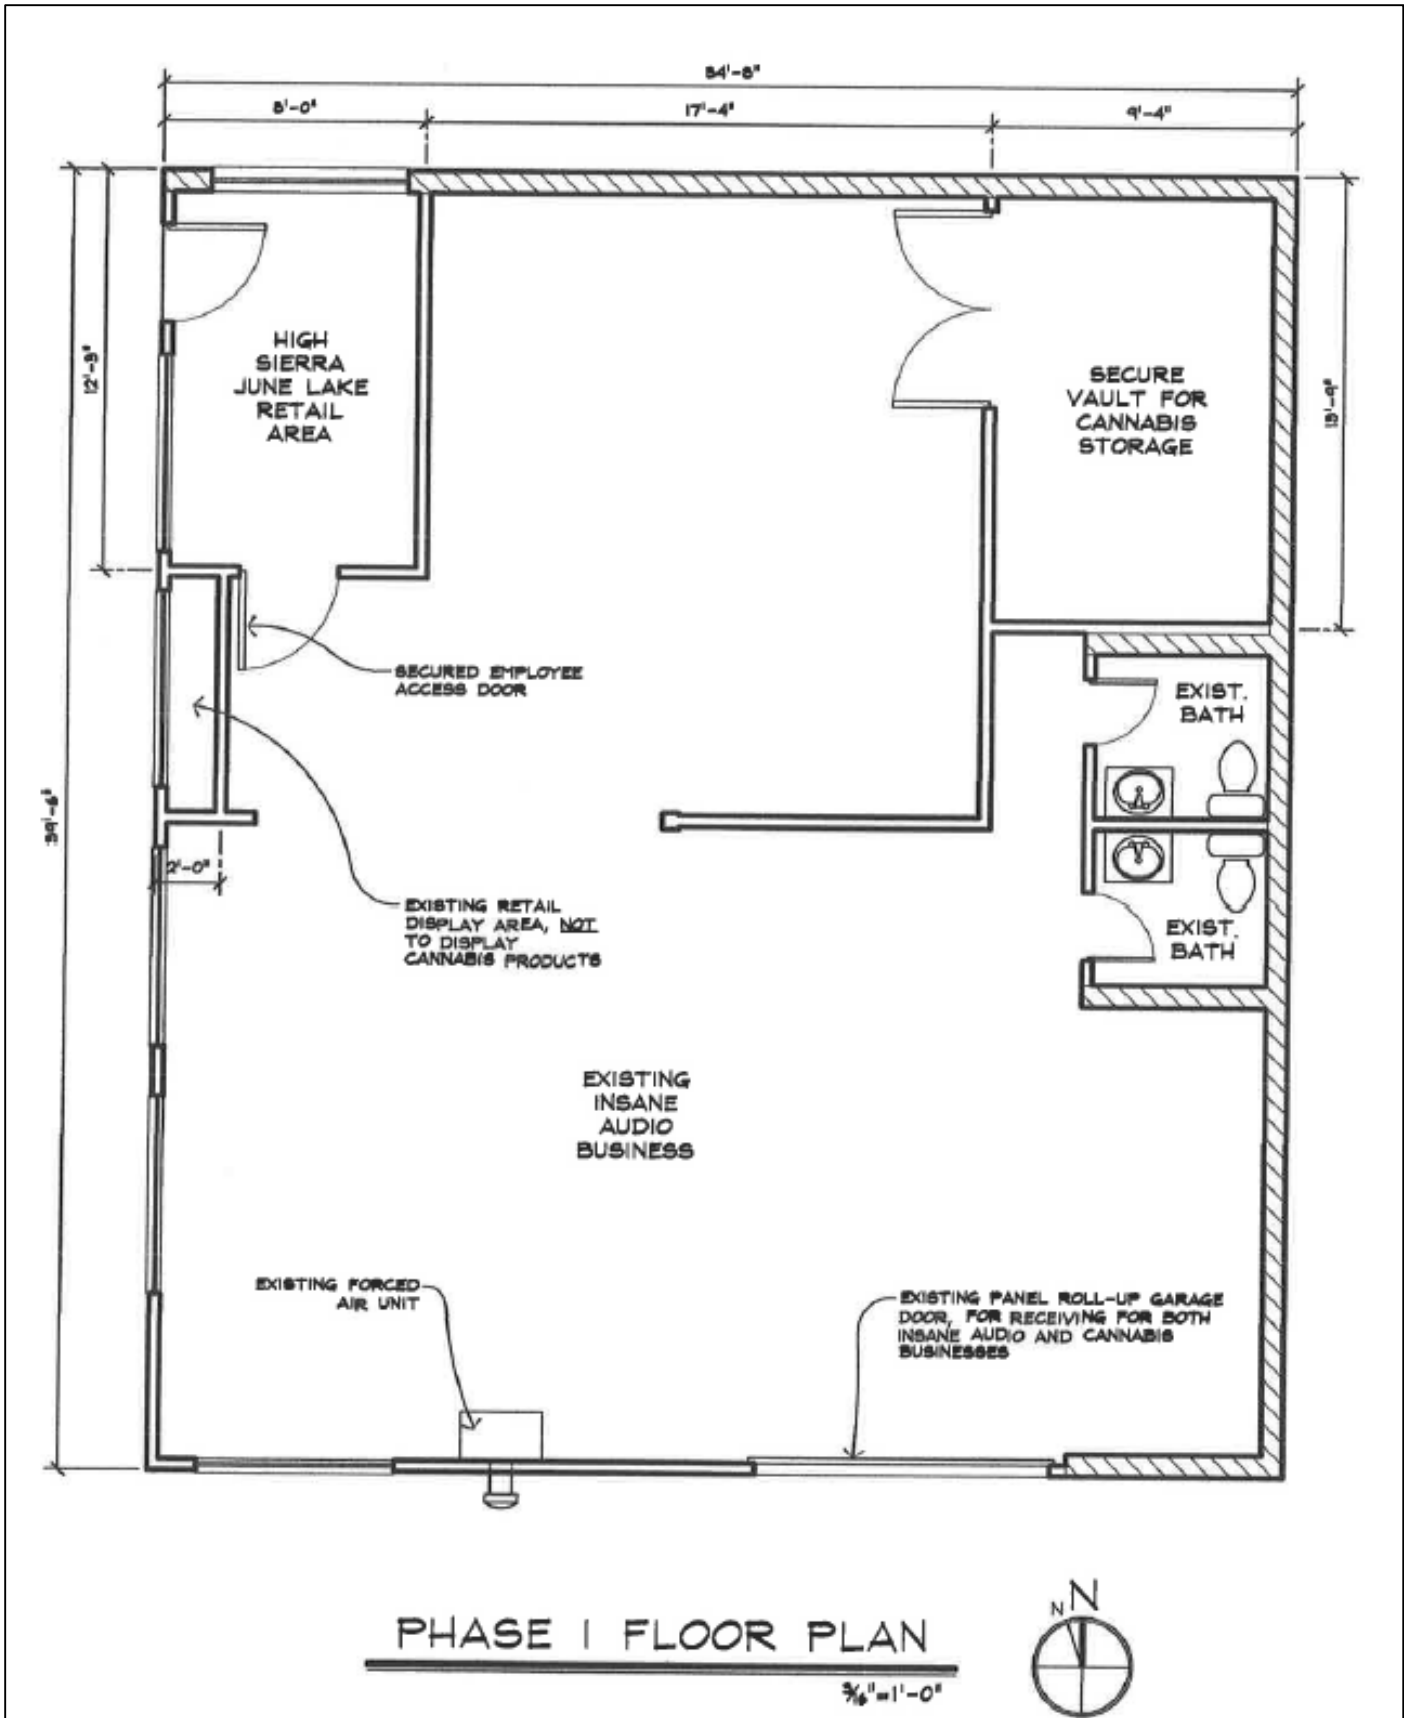 34'-8"
8'-0"
17'-4"
9'-4"
12'-3"
HIGH
SIERRA
JUNE LAKE
RETAIL
AREA
SECURE
VAULT FOR
CANNABIS
STORAGE
13'-9"
SECURED EMPLOYEE
ACCESS DOOR
EXIST.
BATH
39'-6"
2'-0"
EXISTING RETAIL
DISPLAY AREA, NOT
TO DISPLAY
CANNABIS PRODUCTS
EXIST.
BATH
EXISTING
INSANE
AUDIO
BUSINESS
EXISTING FORCED
AIR UNIT
EXISTING PANEL ROLL-UP GARAGE
DOOR, FOR RECEIVING FOR BOTH
INSANE AUDIO AND CANNABIS
BUSINESSES
N N
PHASE 1 FLOOR PLAN
3/16"=1'-0"